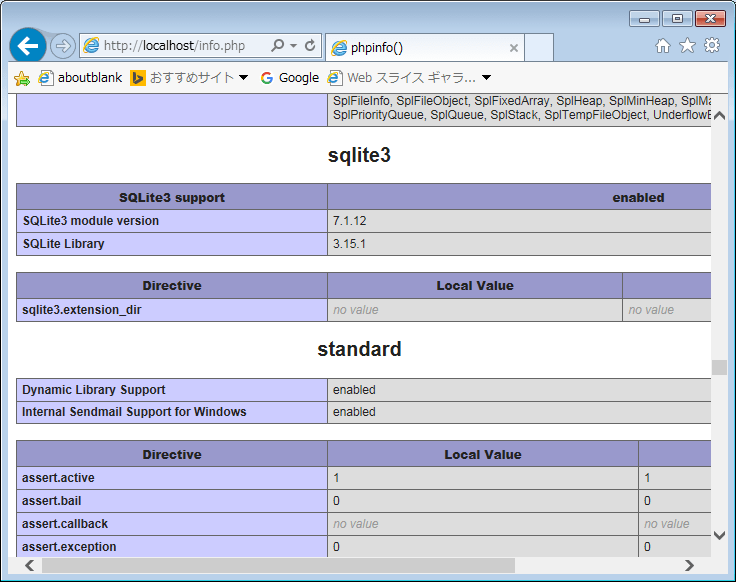 http://localhost/info.php
phpinfo()
aboutblank おすすめサイト Google Web スライス ギャラ...
SplFileInfo, SplFileObject, SplFixedArray, SplHeap, SplMinHeap,
SplPriorityQueue, SplQueue, SplStack, SplTempFileObject,
sqlite3
SQLite3 support enabled
SQLite3 module version 7.1.12
SQLite Library 3.15.1
Directive Local Value
sqlite3.extension_dir no value no value
standard
Dynamic Library Support enabled
Internal Sendmail Support for Windows enabled
Directive Local Value
assert.active 1 1
assert.bail 0 0
assert.callback no value no value
assert.exception 0 0